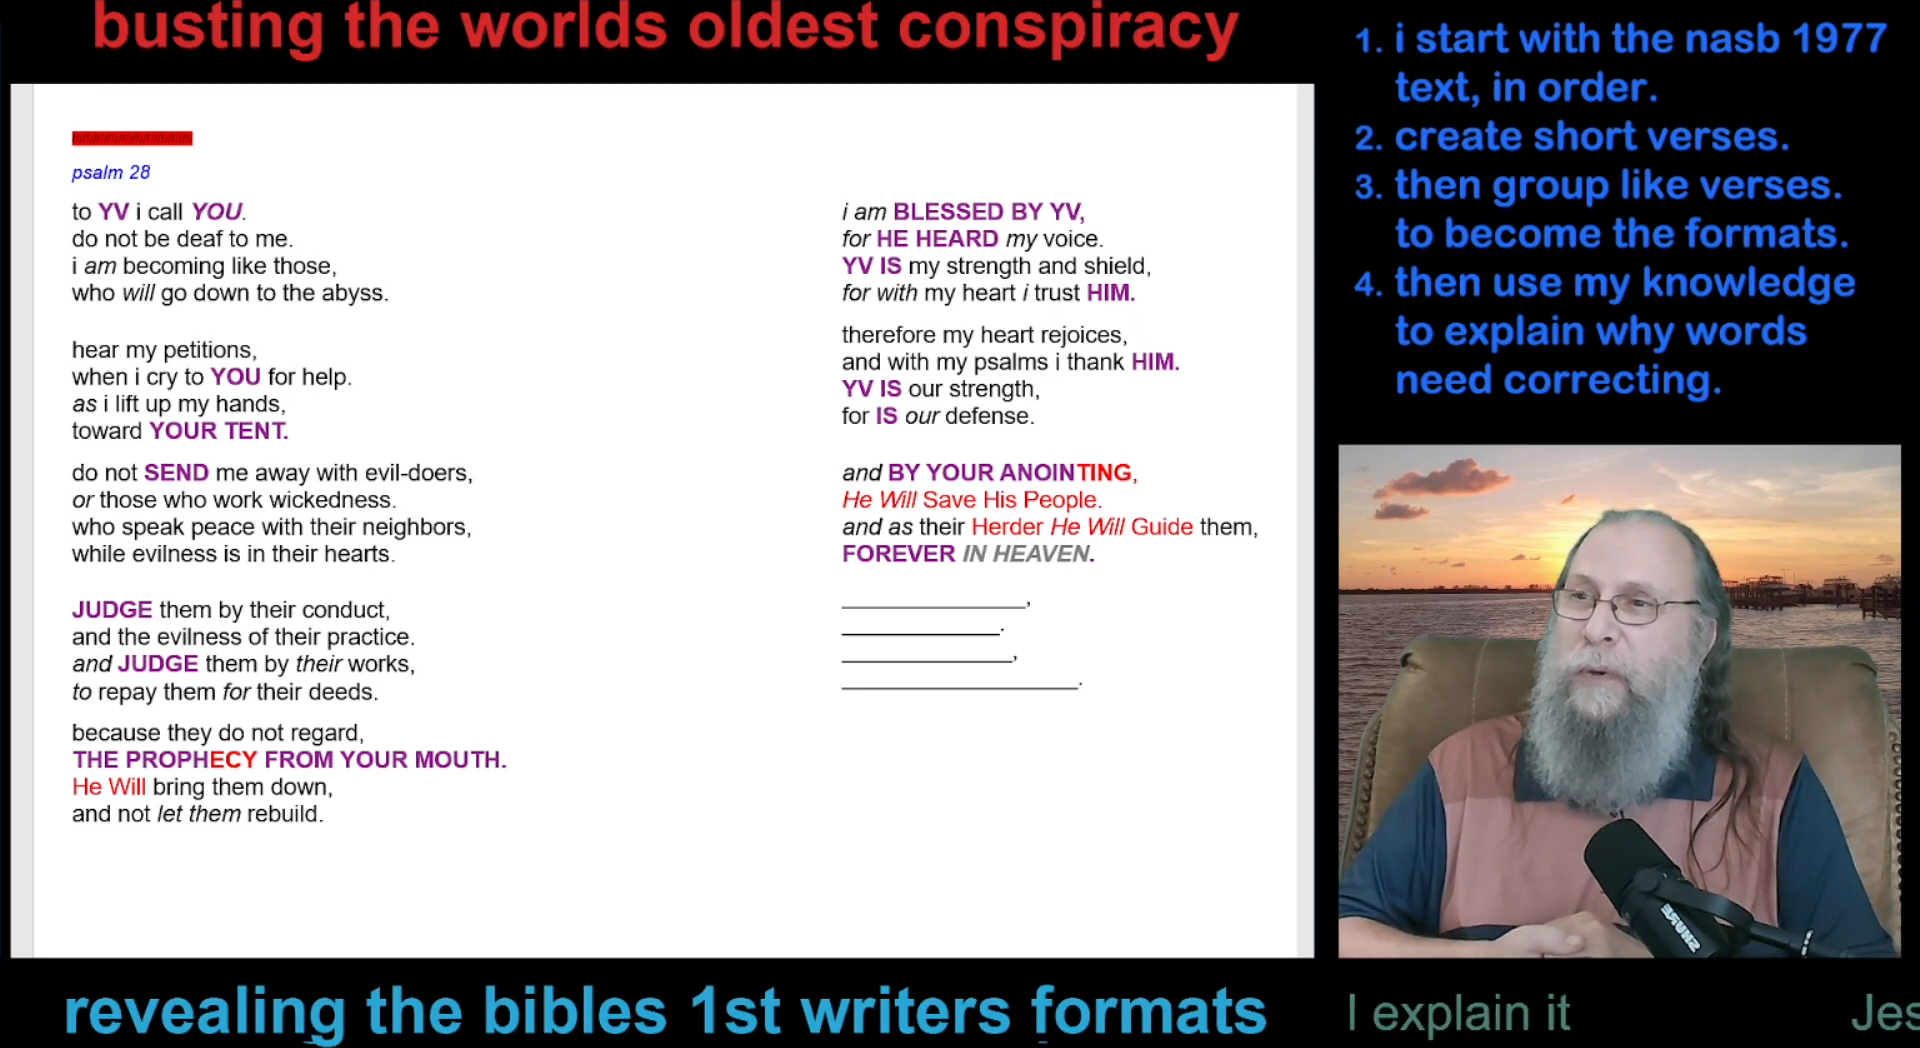 busting the worlds oldest conspiracy
psalm 28
to YV i call YOU.
do not be deaf to me.
i am becoming like those,
who will go down to the abyss.
hear my petitions,
when i cry to YOU for help.
as i lift up my hands,
toward YOUR TENT.
do not SEND me away with evil-doers,
or those who work wickedness.
who speak peace with their neighbors,
while evilness is in their hearts.
JUDGE them by their conduct,
and the evilness of their practice.
and JUDGE them by their works,
to repay them for their deeds.
because they do not regard,
THE PROPHECY FROM YOUR MOUTH.
He Will bring them down,
and not let them rebuild.
i am BLESSED BY YV,
for HE HEARD my voice.
YV IS my strength and shield,
for with my heart i trust HIM.
therefore my heart rejoices,
and with my psalms i thank HIM.
YV IS our strength,
for IS our defense.
and BY YOUR ANOINTING,
He Will Save His People.
and as their Herder He Will Guide them,
FOREVER IN HEAVEN.
_______________,
_____________.
______________,
___________________.
1. i start with the nasb 1977
text, in order.
2. create short verses.
3. then group like verses.
to become the formats.
4. then use my knowledge
to explain why words
need correcting.
SHURE
revealing the bibles 1st writers formats
I explain it
Jes